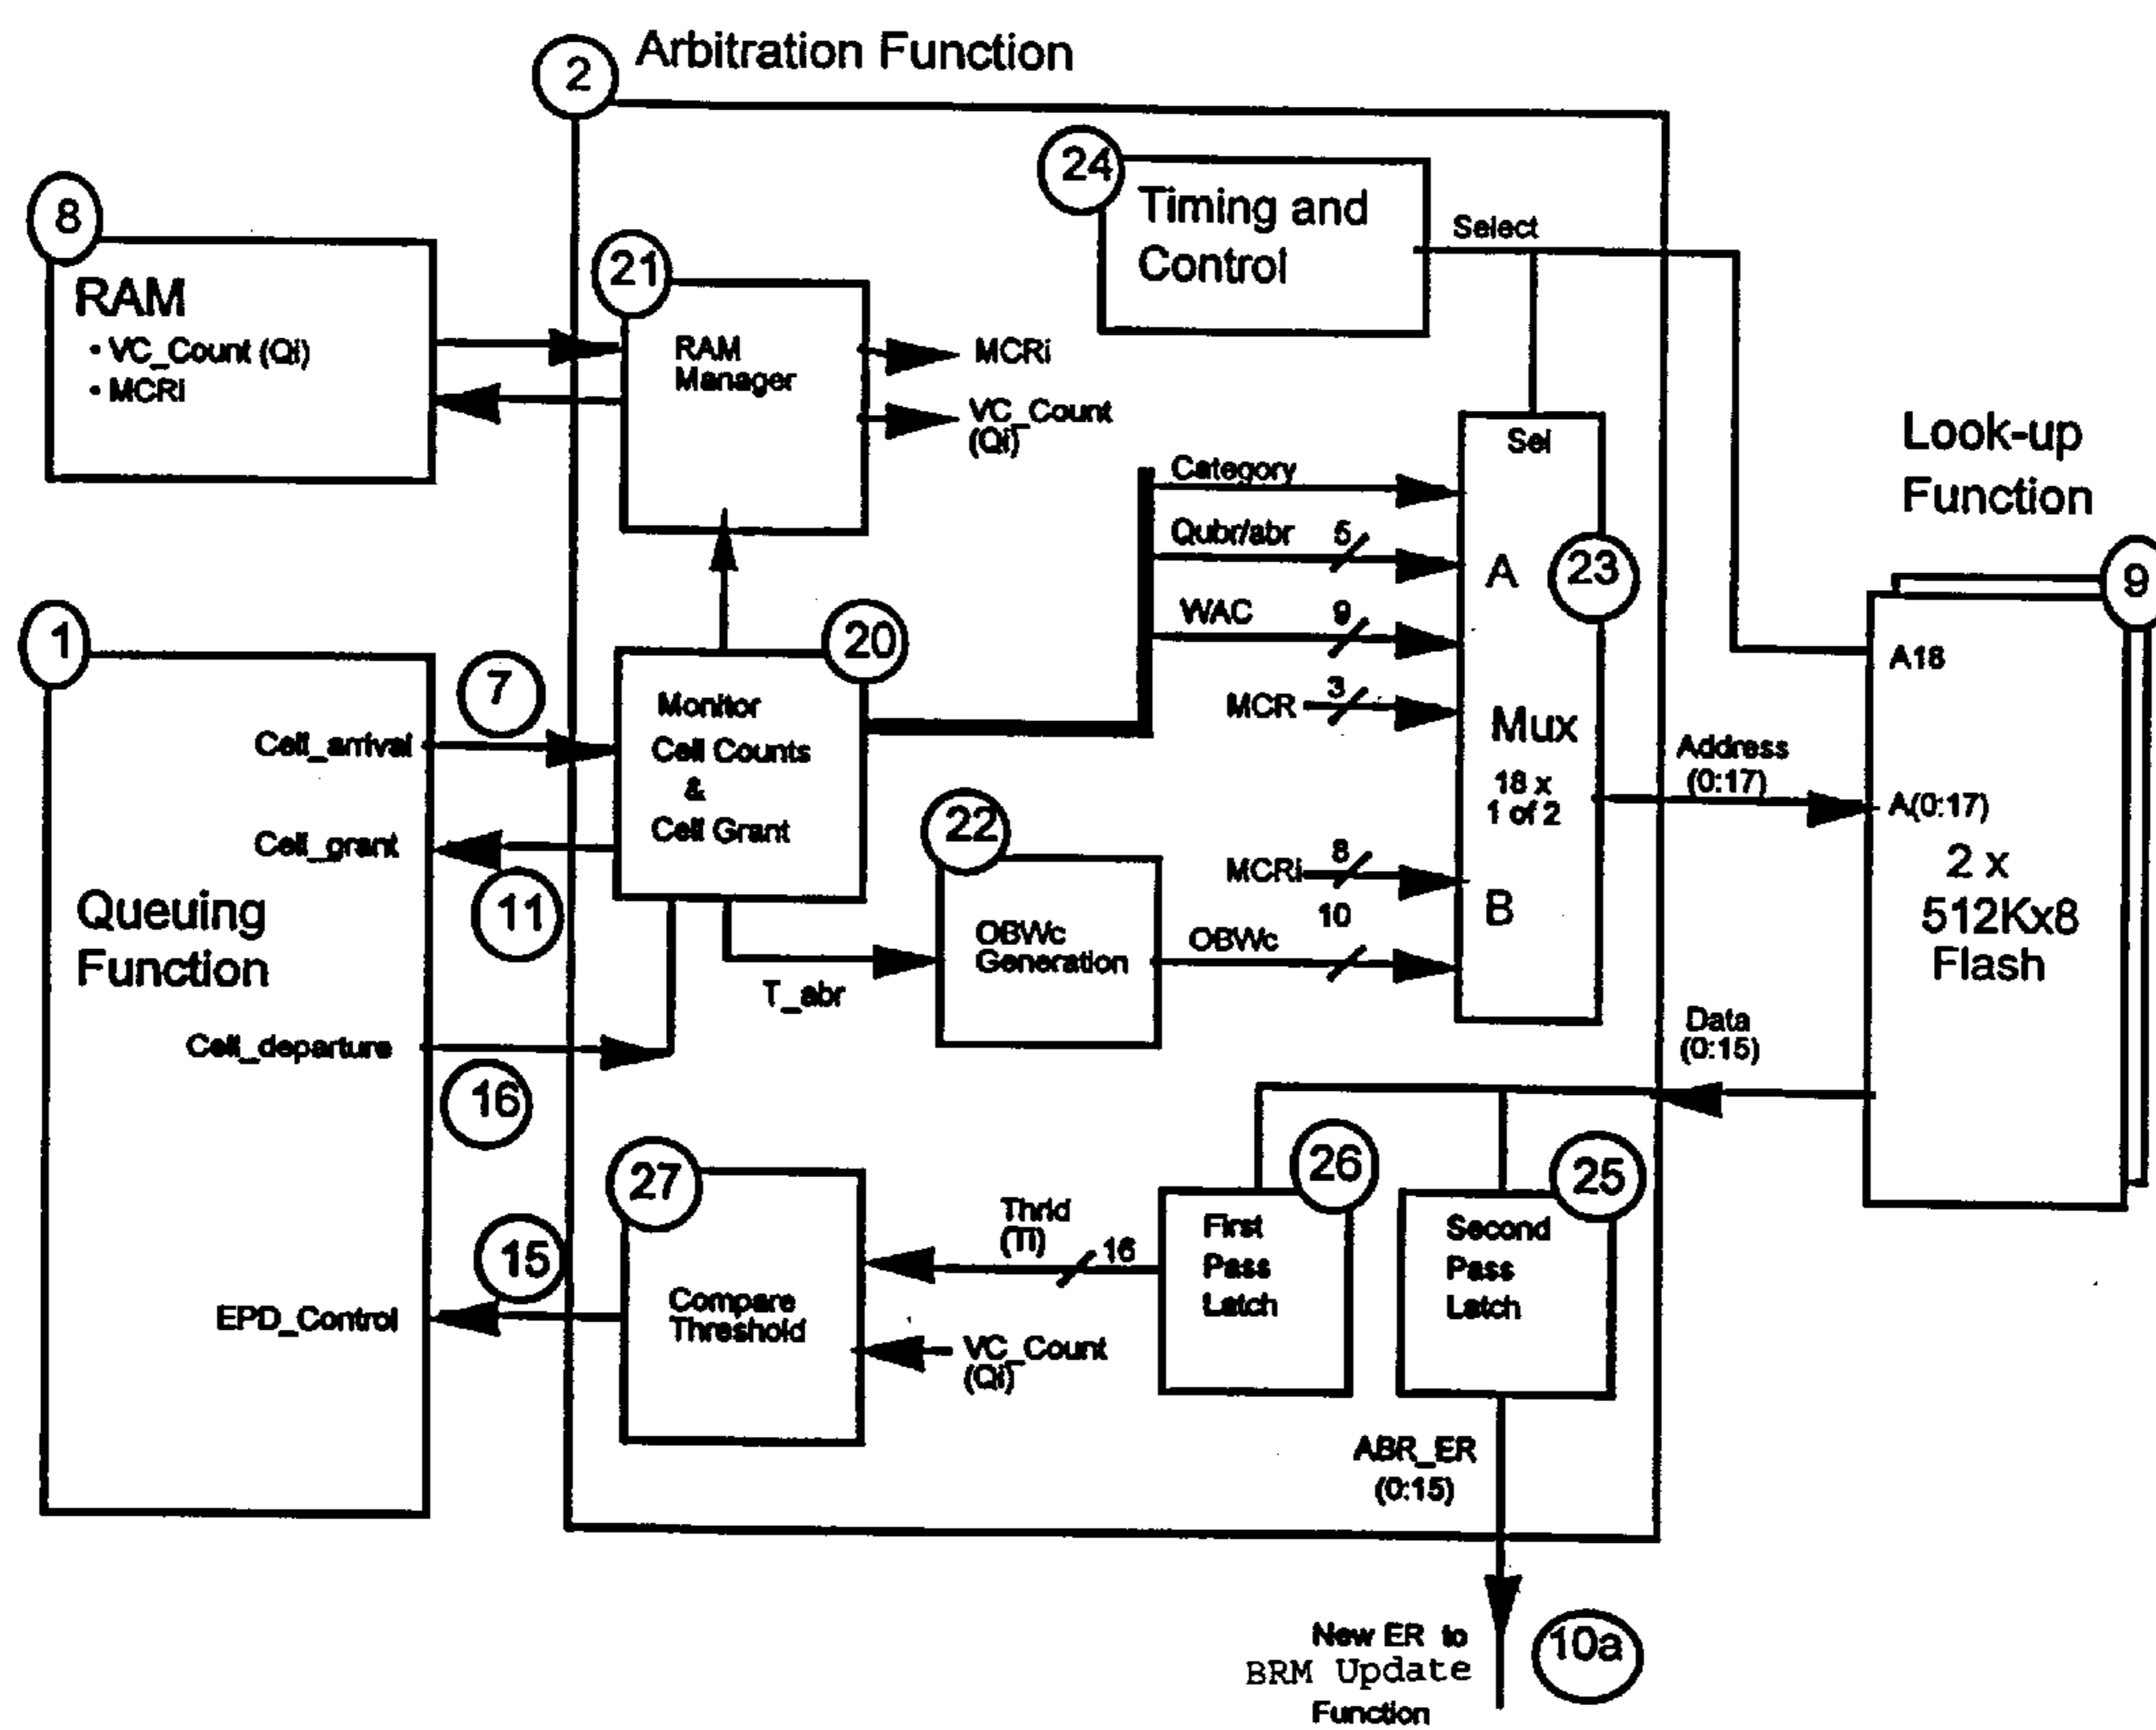 2
Arbitration Function
24
Timing and
Control
Select
8
RAM
• VC_Count (Qi)
• MCRi
21
RAM
Manager
MCRi
VC_Count
(Qi)
Sel
Category
Qubr/abr
5
WAC
9
MCR
3
A
23
Mux
18 x
1 of 2
MCRi
8
10
OBWc
B
Look-up
Function
9
A18
Address
(0:17)
A(0:17)
2 x
512Kx8
Flash
Data
(0:15)
1
Queuing
Function
7
Cell_arrival
Cell_grant
11
Cell_departure
16
15
EPD_Control
20
Monitor
Cell Counts
&
Cell Grant
T_abr
22
OBWc
Generation
27
Compare
Threshold
Thrld
(Ti)
16
VC_Count
(Qi)
26
First
Pass
Latch
25
Second
Pass
Latch
ABR_ER
(0:15)
New ER to
BRM Update
Function
10a